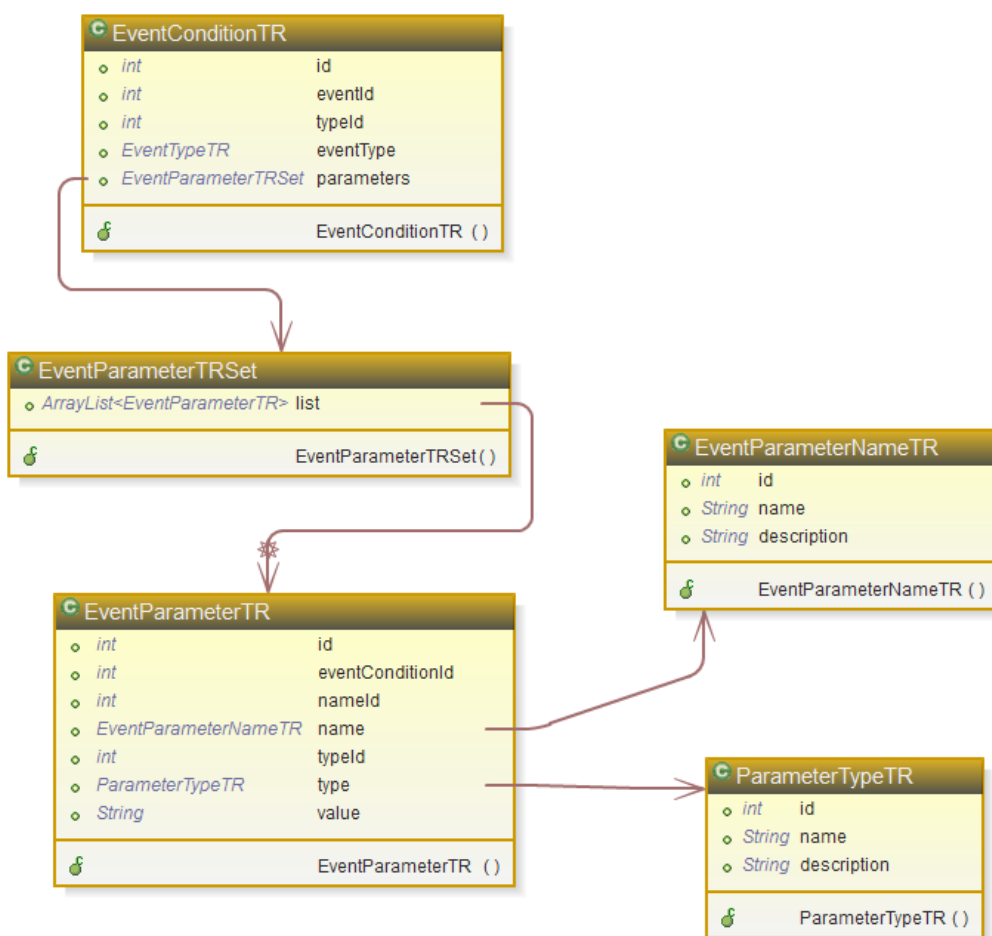 C EventConditionTR
int id
int eventId
int typeId
EventTypeTR eventType
EventParameterTRSet parameters
EventConditionTR ()
C EventParameterTRSet
ArrayList<EventParameterTR> list
EventParameterTRSet()
C EventParameterNameTR
int id
String name
String description
EventParameterNameTR ()
C EventParameterTR
int id
int eventConditionId
int nameId
EventParameterNameTR name
int typeId
ParameterTypeTR type
String value
EventParameterTR ()
C ParameterTypeTR
int id
String name
String description
ParameterTypeTR ()